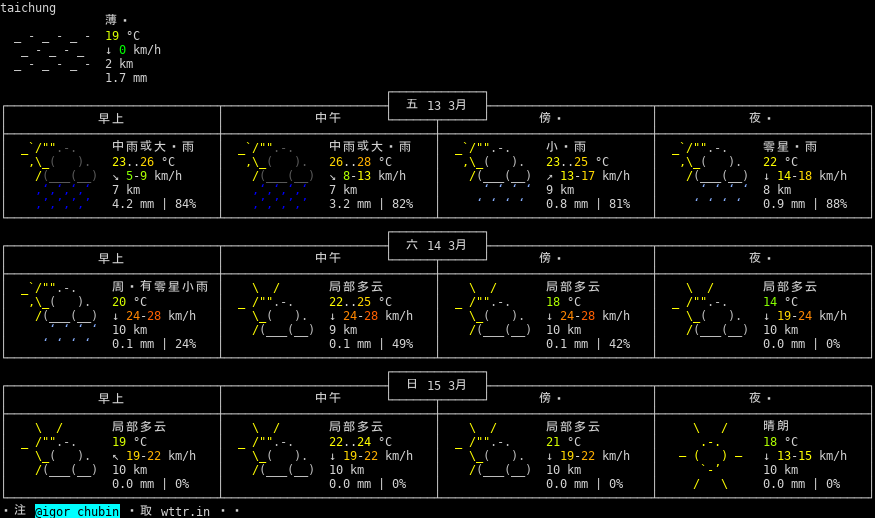 taichung
薄・
19 °C
↓ 0 km/h
2 km
1.7 mm
五 13 3月
早上 中午 傍・ 夜・
中雨或大・雨 中雨或大・雨 小・雨 零星・雨
23..26 °C 26..28 °C 23..25 °C 22 °C
↘ 5-9 km/h ↘ 8-13 km/h ↗ 13-17 km/h ↓ 14-18 km/h
7 km 7 km 9 km 8 km
4.2 mm | 84% 3.2 mm | 82% 0.8 mm | 81% 0.9 mm | 88%
六 14 3月
早上 中午 傍・ 夜・
周・有零星小雨 局部多云 局部多云 局部多云
20 °C 22..25 °C 18 °C 14 °C
↓ 24-28 km/h ↓ 24-28 km/h ↓ 24-28 km/h ↓ 19-24 km/h
10 km 9 km 10 km 10 km
0.1 mm | 24% 0.1 mm | 49% 0.1 mm | 42% 0.0 mm | 0%
日 15 3月
早上 中午 傍・ 夜・
局部多云 局部多云 局部多云 晴朗
19 °C 22..24 °C 21 °C 18 °C
↖ 19-22 km/h ↓ 19-22 km/h ↓ 19-22 km/h ↓ 13-15 km/h
10 km 10 km 10 km 10 km
0.0 mm | 0% 0.0 mm | 0% 0.0 mm | 0% 0.0 mm | 0%
・注 @igor_chubin ・取 wttr.in ・・